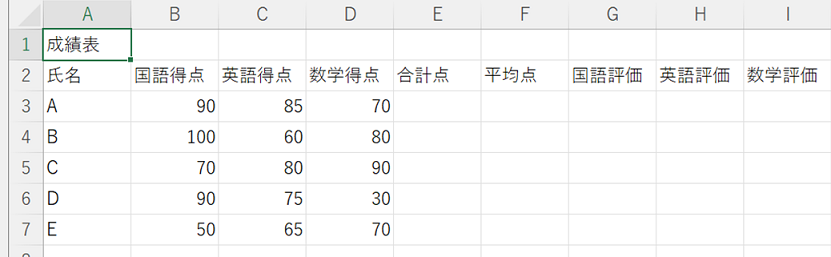 A B C D E F G H I
1 成績表
2 氏名 国語得点 英語得点 数学得点 合計点 平均点 国語評価 英語評価 数学評価
3 A 90 85 70
4 B 100 60 80
5 C 70 80 90
6 D 90 75 30
7 E 50 65 70